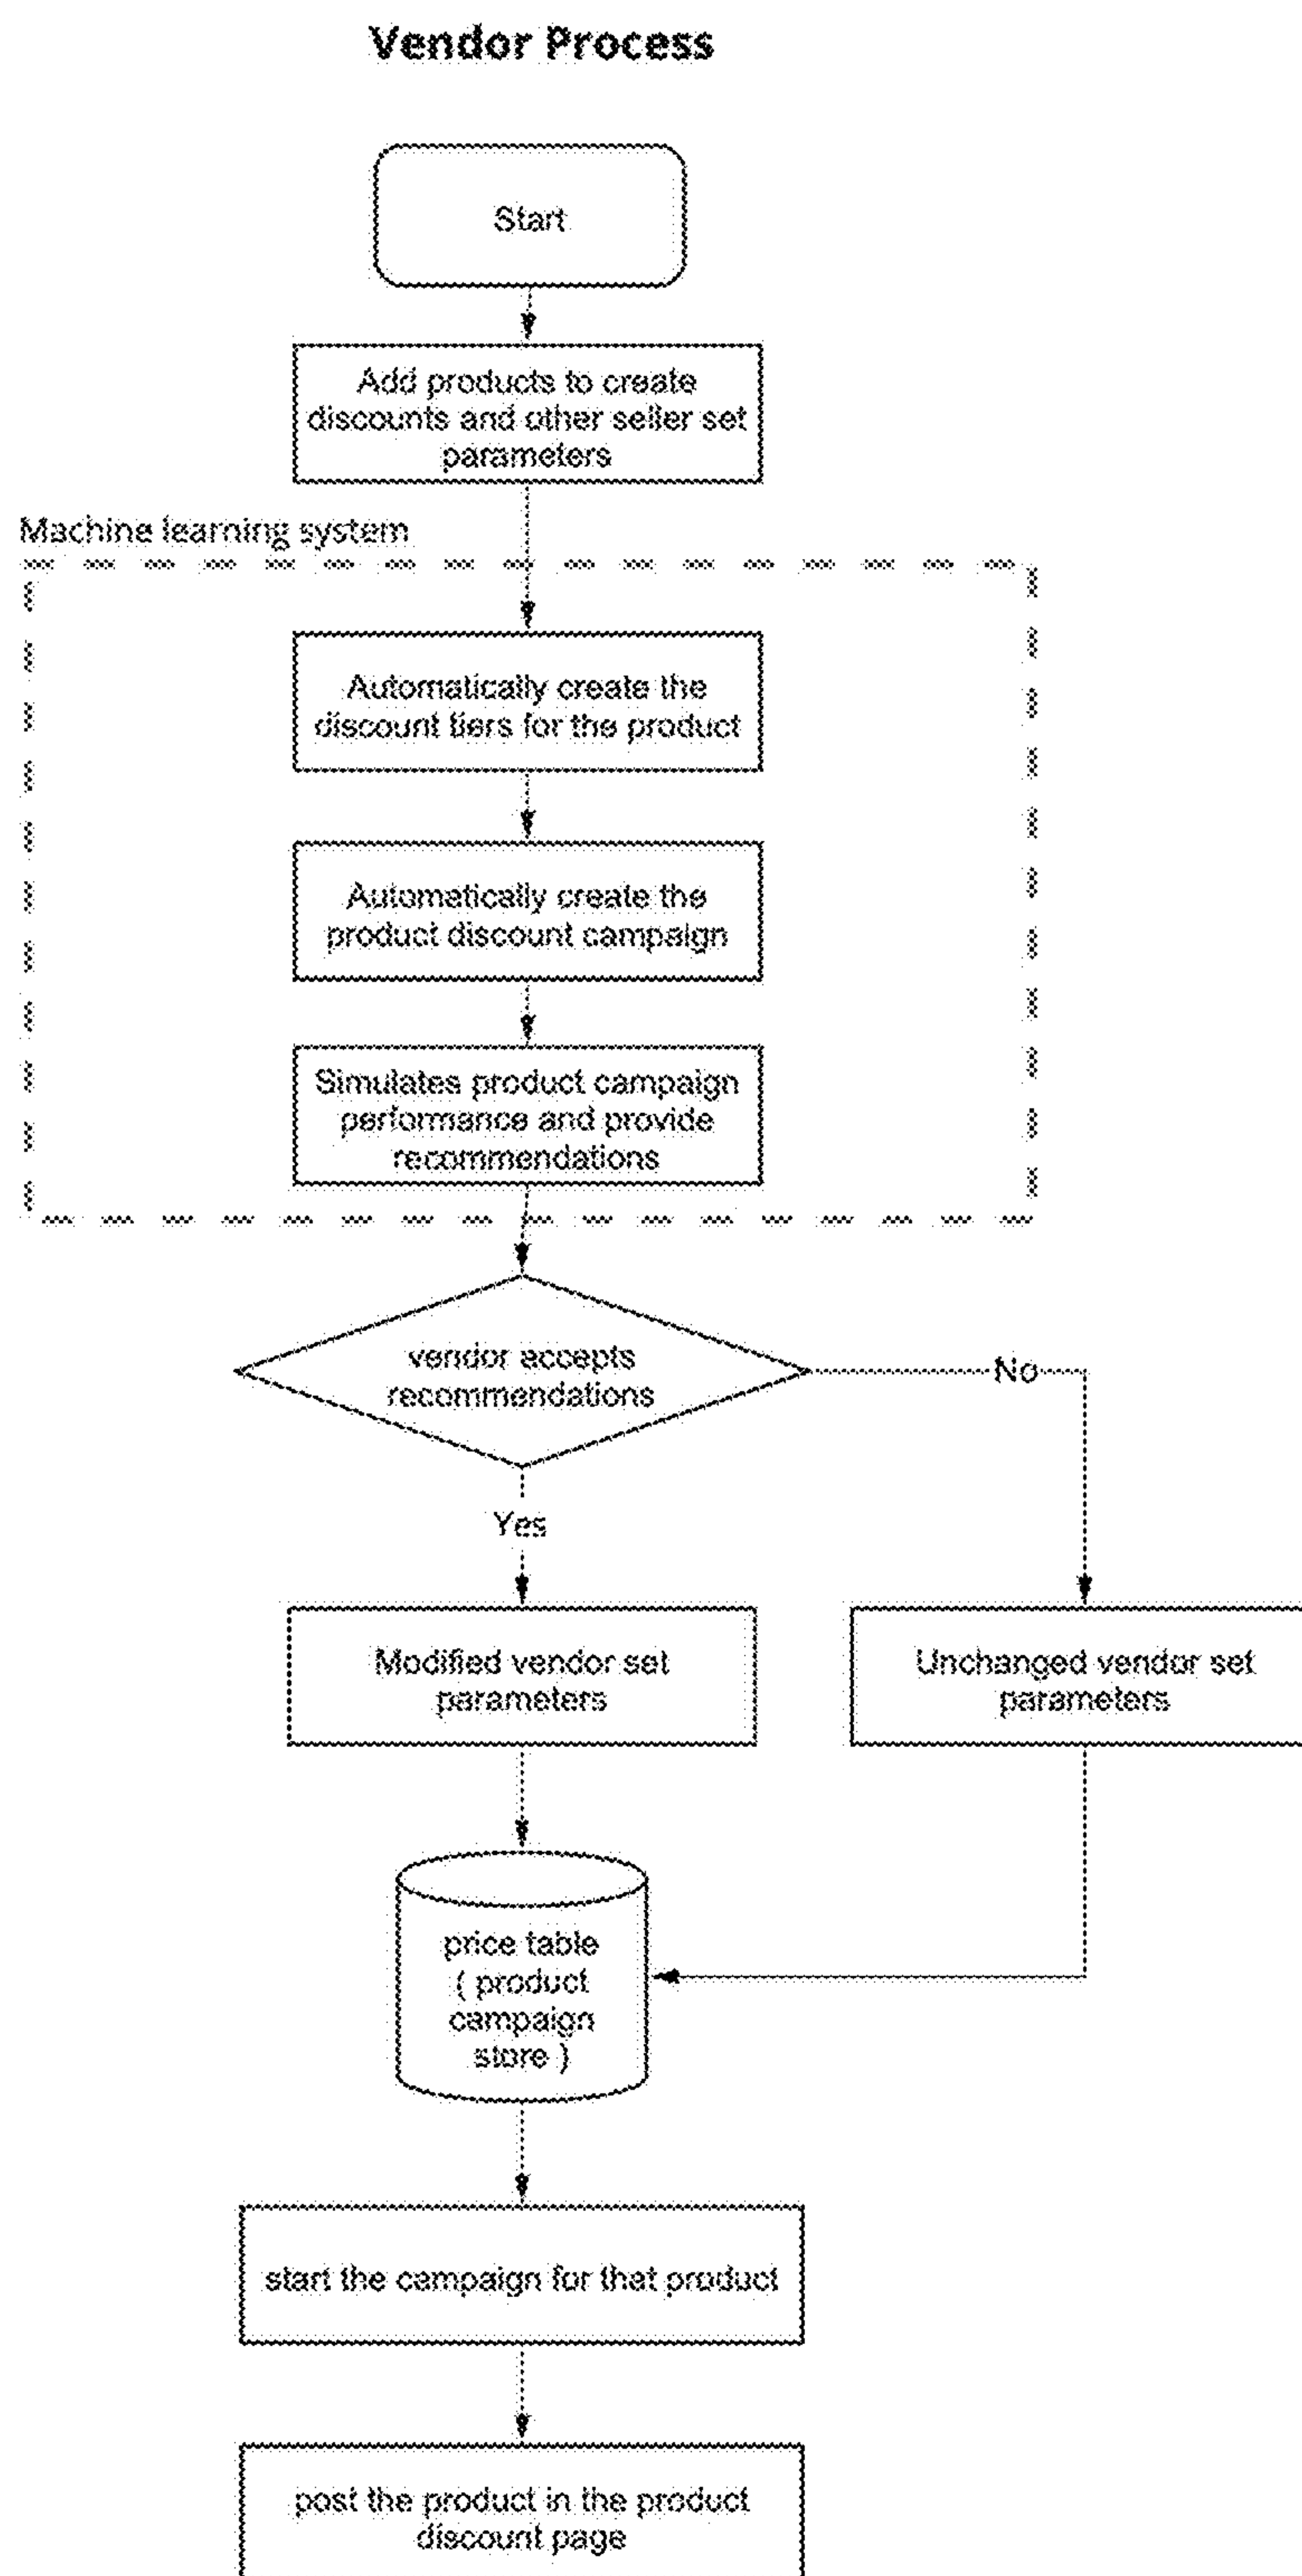 Vendor Process
Start
Add products to create
discounts and other seller set
parameters
Machine learning system
Automatically create the
discount tiers for the product
Automatically create the
product discount campaign
Simulates product campaign
performance and provide
recommendations
vendor accepts
recommendations
No
Yes
Modified vendor set
parameters
Unchanged vendor set
parameters
price table
( product
campaign
store )
start the campaign for that product
post the product in the product
discount page